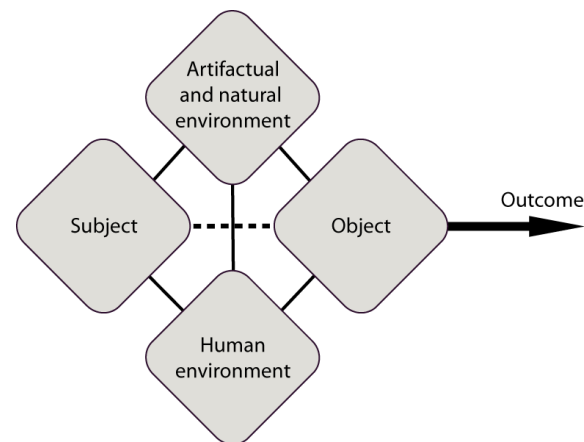 Artifactual
and natural
environment
Subject
Object
Outcome
Human
environment